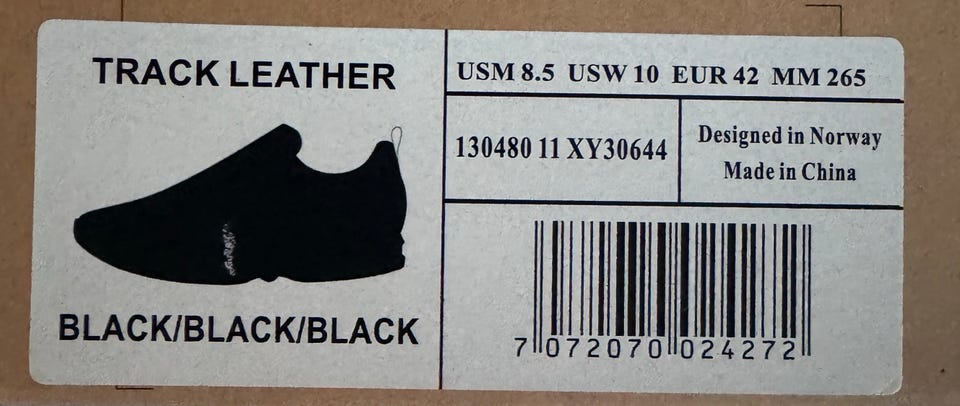 TRACK LEATHER
BLACK/BLACK/BLACK
USM 8.5 USW 10 EUR 42 MM 265
130480 11 XY30644
Designed in Norway
Made in China
7 072070 024272